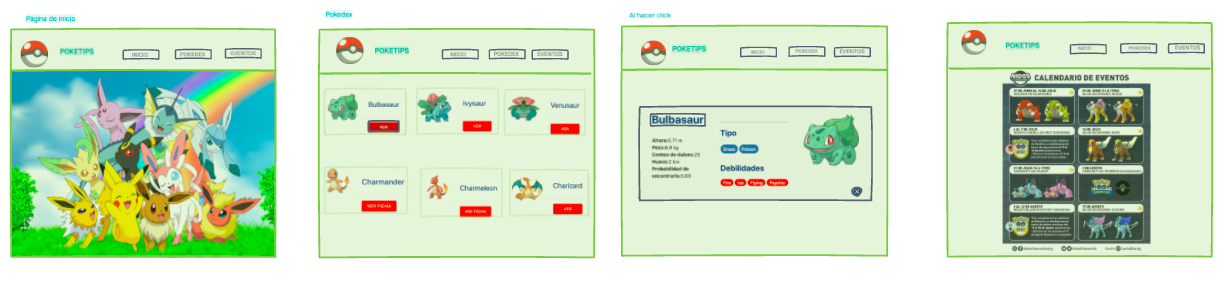 Página de inicio
POKETIPS
INICIO
POKEDEX
EVENTOS
Pokedex
POKETIPS
INICIO
POKEDEX
EVENTOS
Bulbasaur
VER
Ivysaur
VER
Venusaur
VER
Charmander
VER FICHA
Charmeleon
VER FICHA
Charizard
VER
Al hacer click
POKETIPS
INICIO
POKEDEX
EVENTOS
Bulbasaur
Altura:0.71 m
Peso:6.9 kg
Conteo de dulces:25
Huevo:2 km
Probabilidad de
encontrarlo:0.69
Tipo
Grass
Poison
Debilidades
Fire
Ice
Flying
Psychic
POKETIPS
INICIO
POKEDEX
EVENTOS
CALENDARIO DE EVENTOS